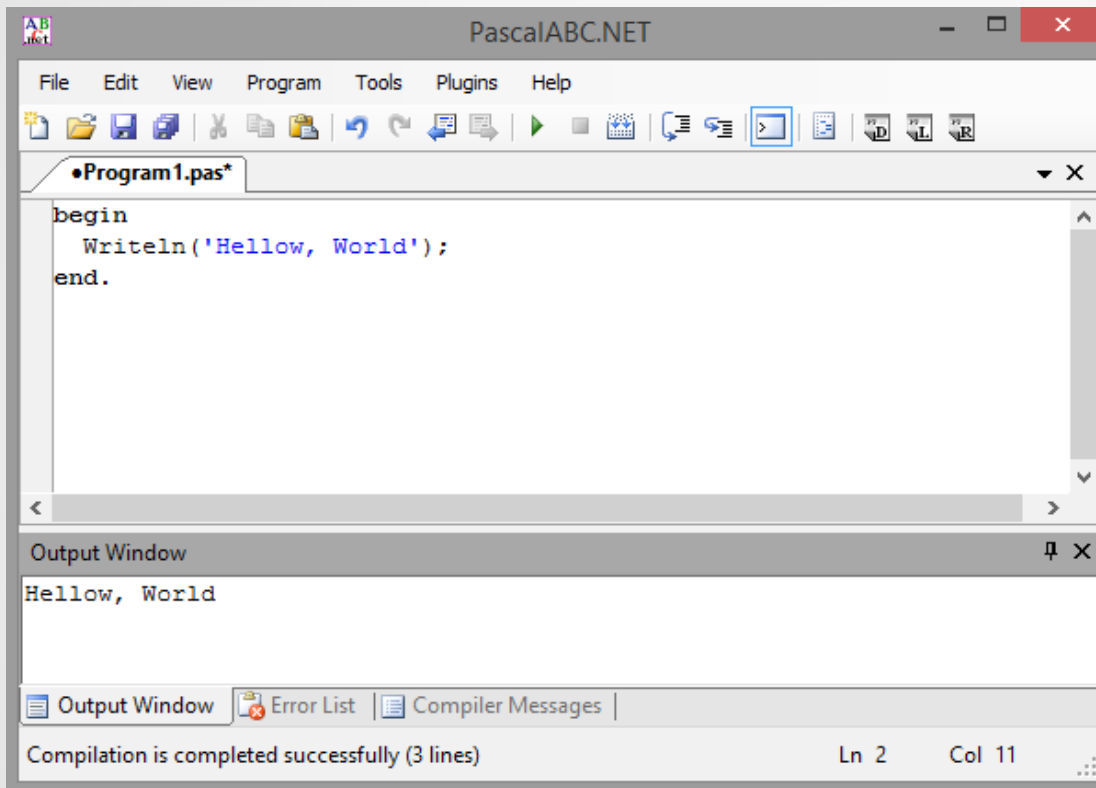 PascalABC.NET
File Edit View Program Tools Plugins Help
•Program1.pas*
begin
Writeln('Hellow, World');
end.
Output Window
Hellow, World
Output Window Error List Compiler Messages
Compilation is completed successfully (3 lines) Ln 2 Col 11